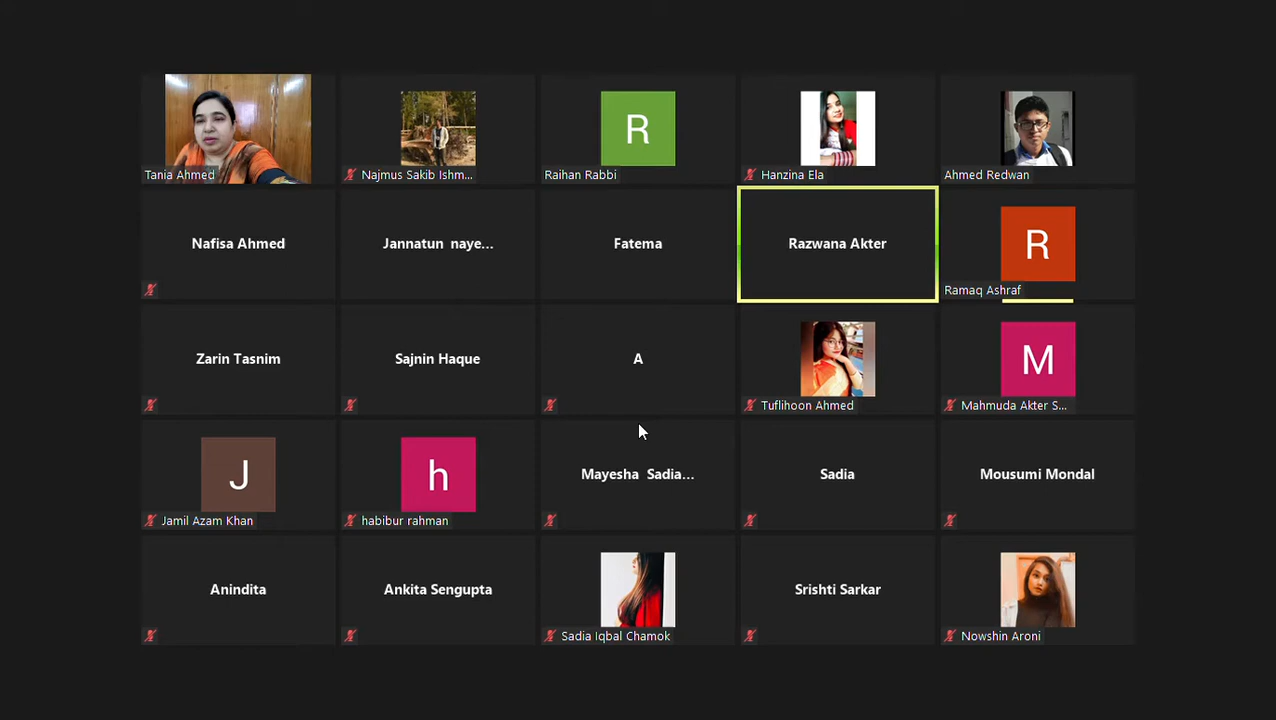 Tania Ahmed
Najmus Sakib Ishm...
R
Raihan Rabbi
Hanzina Ela
Ahmed Redwan
Nafisa Ahmed
Jannatun naye...
Fatema
Razwana Akter
R
Ramaq Ashraf
Zarin Tasnim
Sajnin Haque
A
Tuflihoon Ahmed
M
Mahmuda Akter S...
J
Jamil Azam Khan
h
habibur rahman
Mayesha Sadia...
Sadia
Mousumi Mondal
Anindita
Ankita Sengupta
Sadia Iqbal Chamok
Srishti Sarkar
Nowshin Aroni